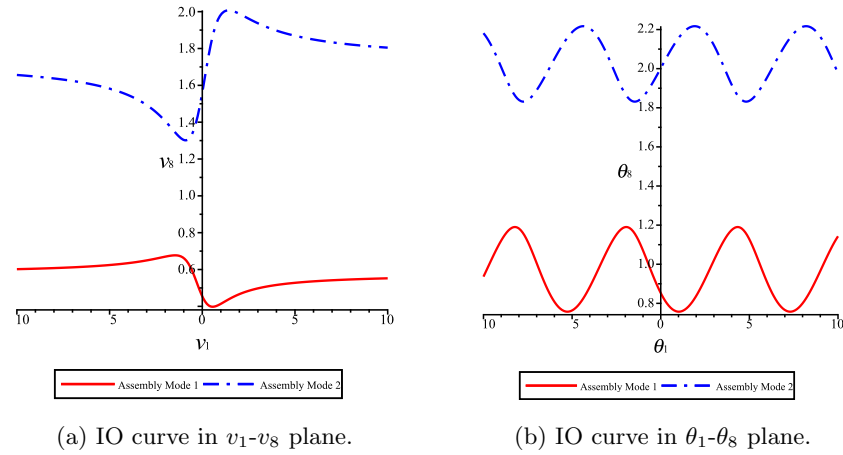 2.0
1.8
1.6
1.4
v8
1.2
1.0
0.8
0.6
10 5 0 5 10
v1
Assembly Mode 1 Assembly Mode 2
(a) IO curve in v1-v8 plane.
2.2
2.0
1.8
1.6
θ8
1.4
1.2
1.0
0.8
10 5 0 5 10
θ1
Assembly Mode 1 Assembly Mode 2
(b) IO curve in θ1-θ8 plane.